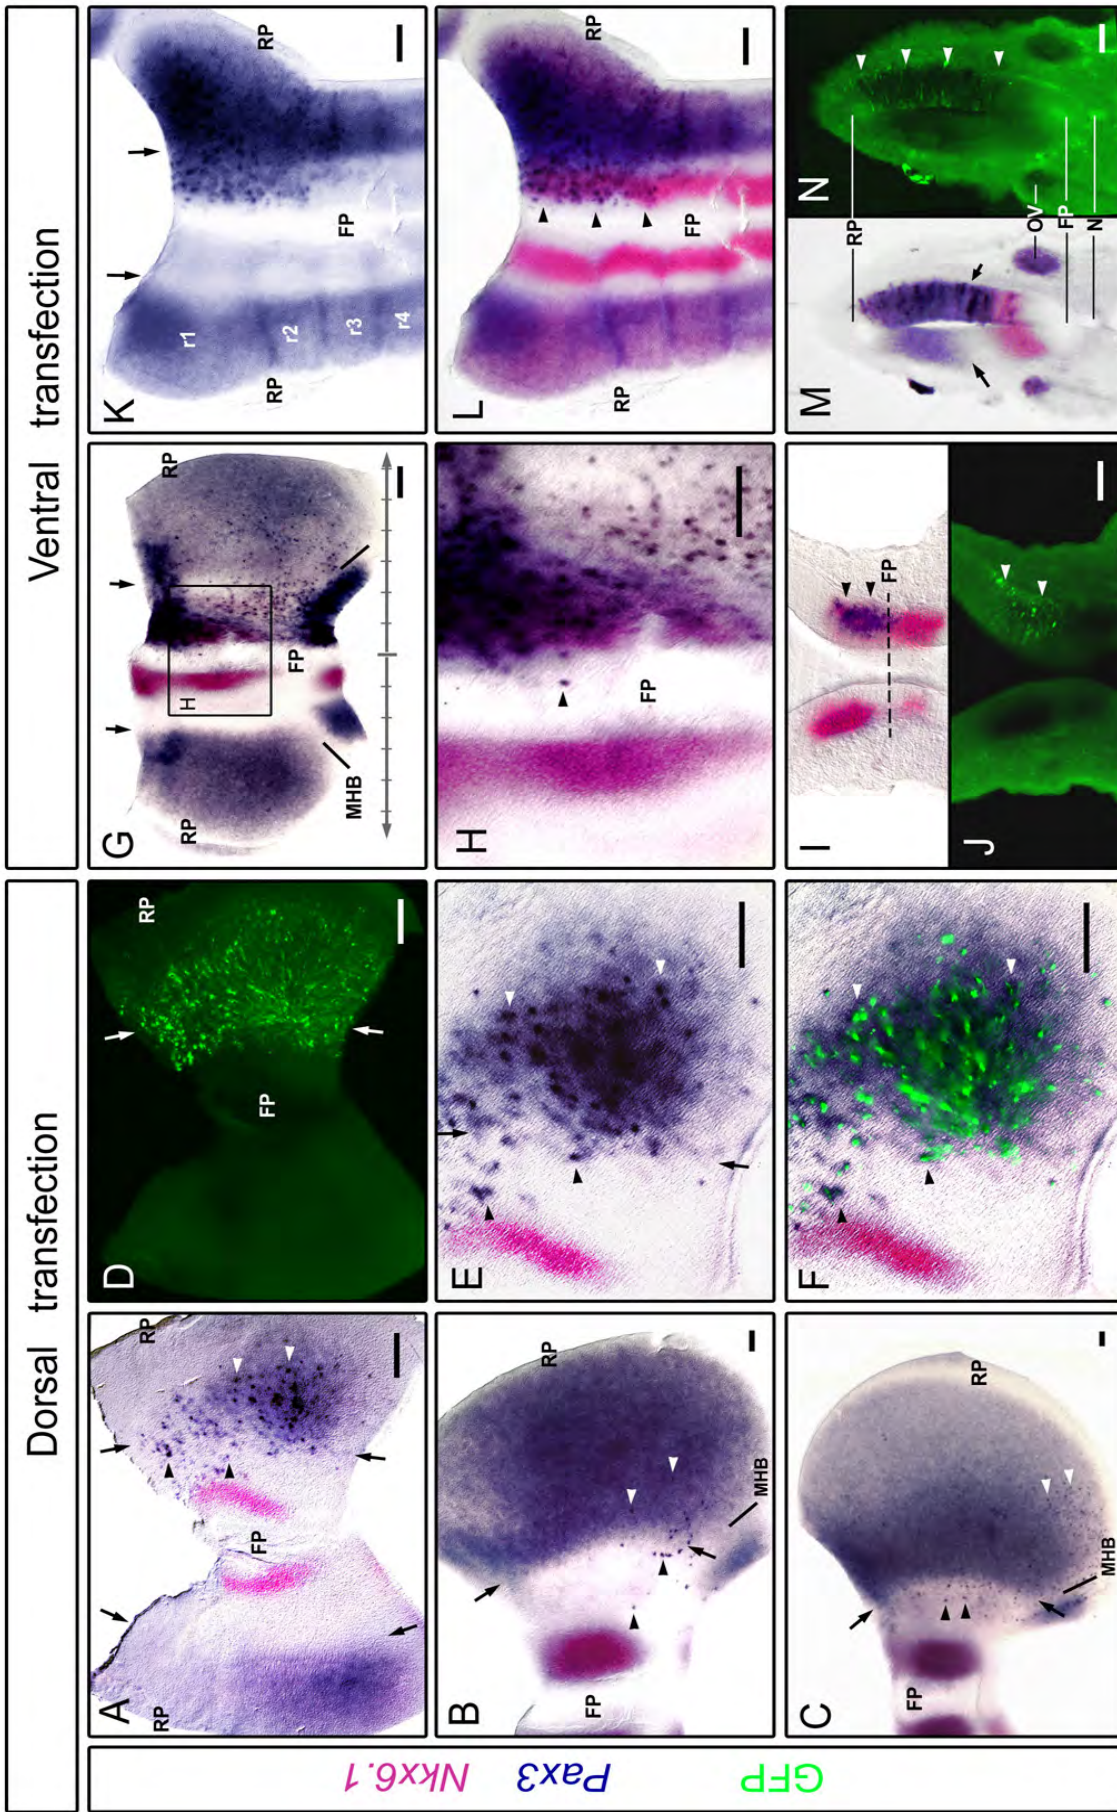 Dorsal transfection
Ventral transfection
Nkx6.1 Pax3 GFP
A
RP
FP
RP
B
FP
MHB
RP
C
FP
MHB
RP
D
FP
RP
E
F
G
RP
H
MHB
FP
RP
H
FP
I
FP
J
K
RP
r1
r2
r3
r4
FP
RP
L
RP
FP
RP
M
N
RP
OV
FP
N